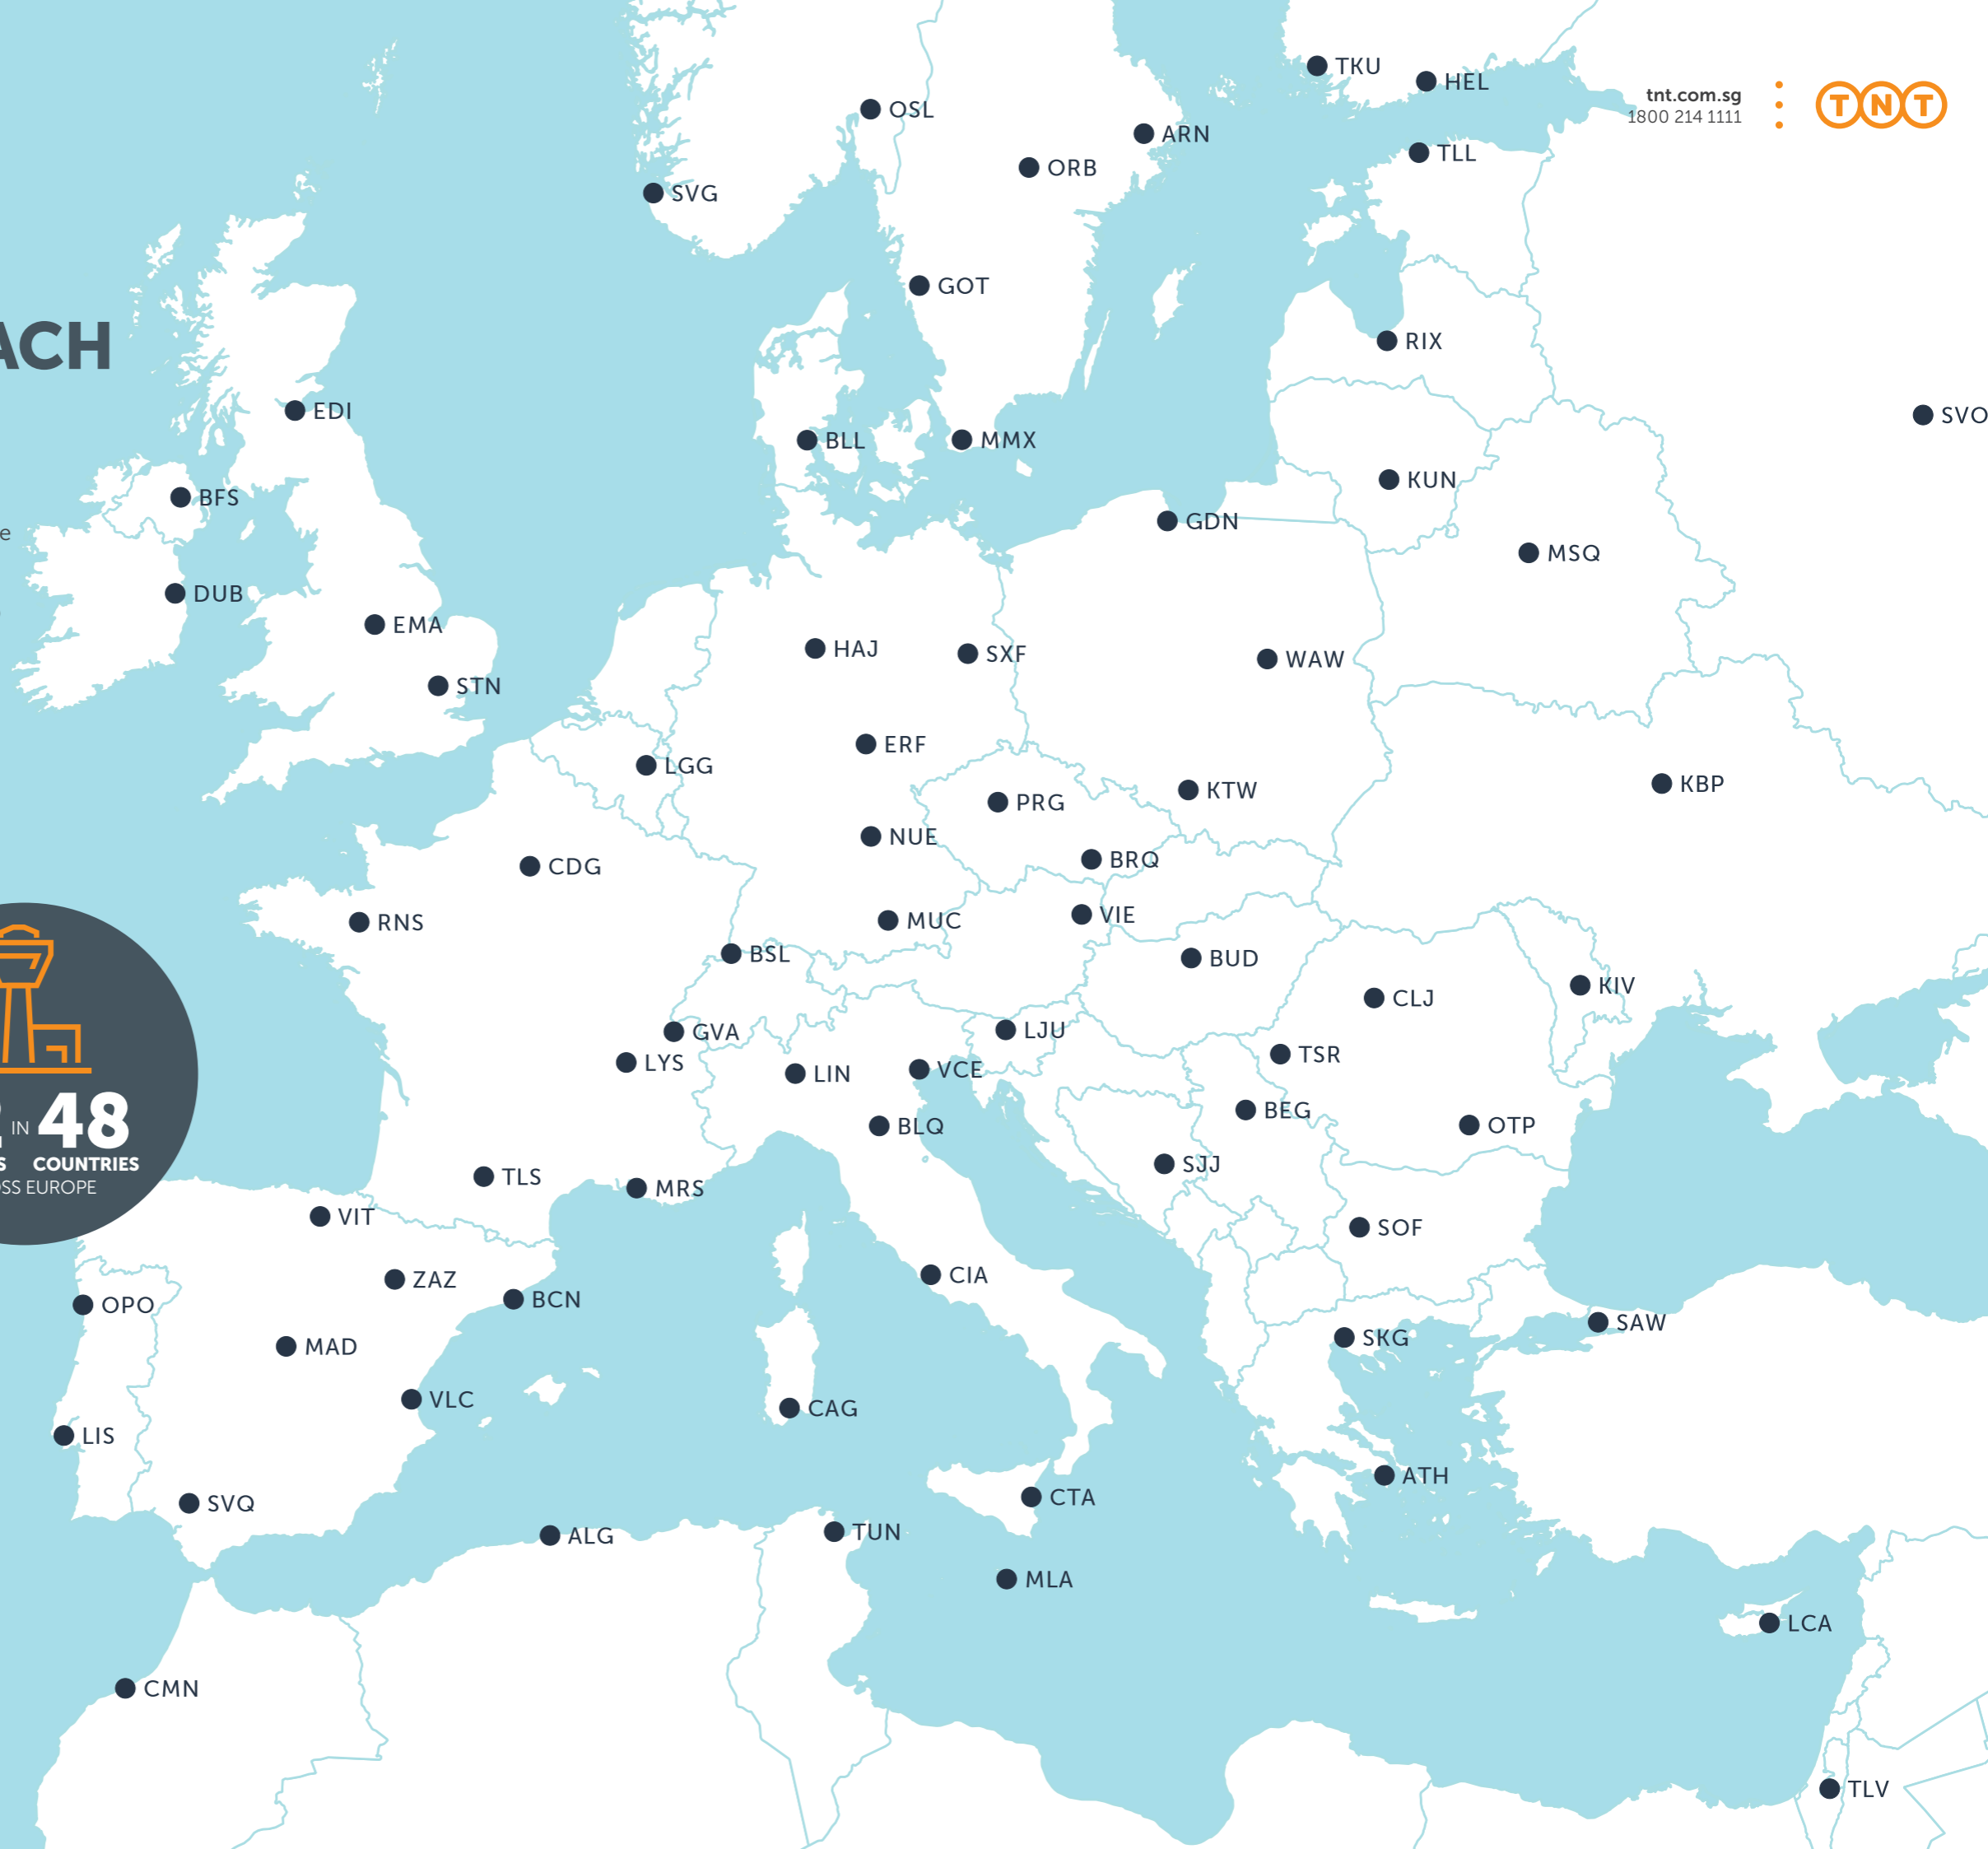 TKU
HEL
tnt.com.sg
1800 214 1111
TNT
OSL
ARN
TLL
ORB
SVG
GOT
ACH
RIX
EDI
SVO
BLL
MMX
KUN
BFS
GDN
e
MSQ
DUB
EMA
HAJ
SXF
WAW
STN
ERF
LGG
KBP
KTW
PRG
NUE
BRQ
CDG
VIE
MUC
RNS
BSL
BUD
KIV
CLJ
LJU
GVA
TSR
LYS
VCE
LIN
BEG
IN 48
COUNTRIES
SS EUROPE
BLQ
OTP
SJJ
TLS
MRS
VIT
SOF
CIA
ZAZ
BCN
OPO
SAW
SKG
MAD
VLC
CAG
LIS
ATH
CTA
SVQ
TUN
ALG
MLA
LCA
CMN
TLV